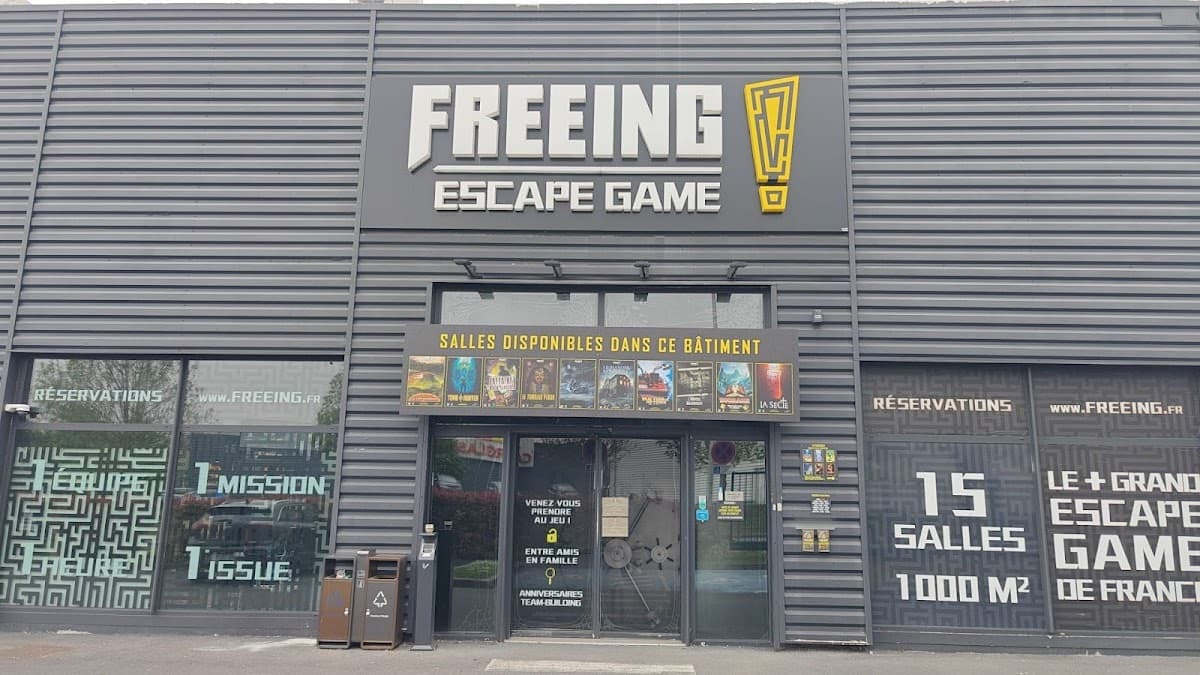 FREEING
ESCAPE GAME
SALLES DISPONIBLES DANS CE BÂTIMENT
LA SECTE
RÉSERVATIONS
WWW.FREEING.FR
1 ÉQUIPE
1 MISSION
1 HEURE
1 ISSUE
VENEZ VOUS
PRENDRE
AU JEU !
ENTRE AMIS
EN FAMILLE
ANNIVERSAIRES
TEAM-BUILDING
RÉSERVATIONS
WWW.FREEING.FR
15
SALLES
1000 M²
LE + GRAND
ESCAPE
GAME
DE FRANCE